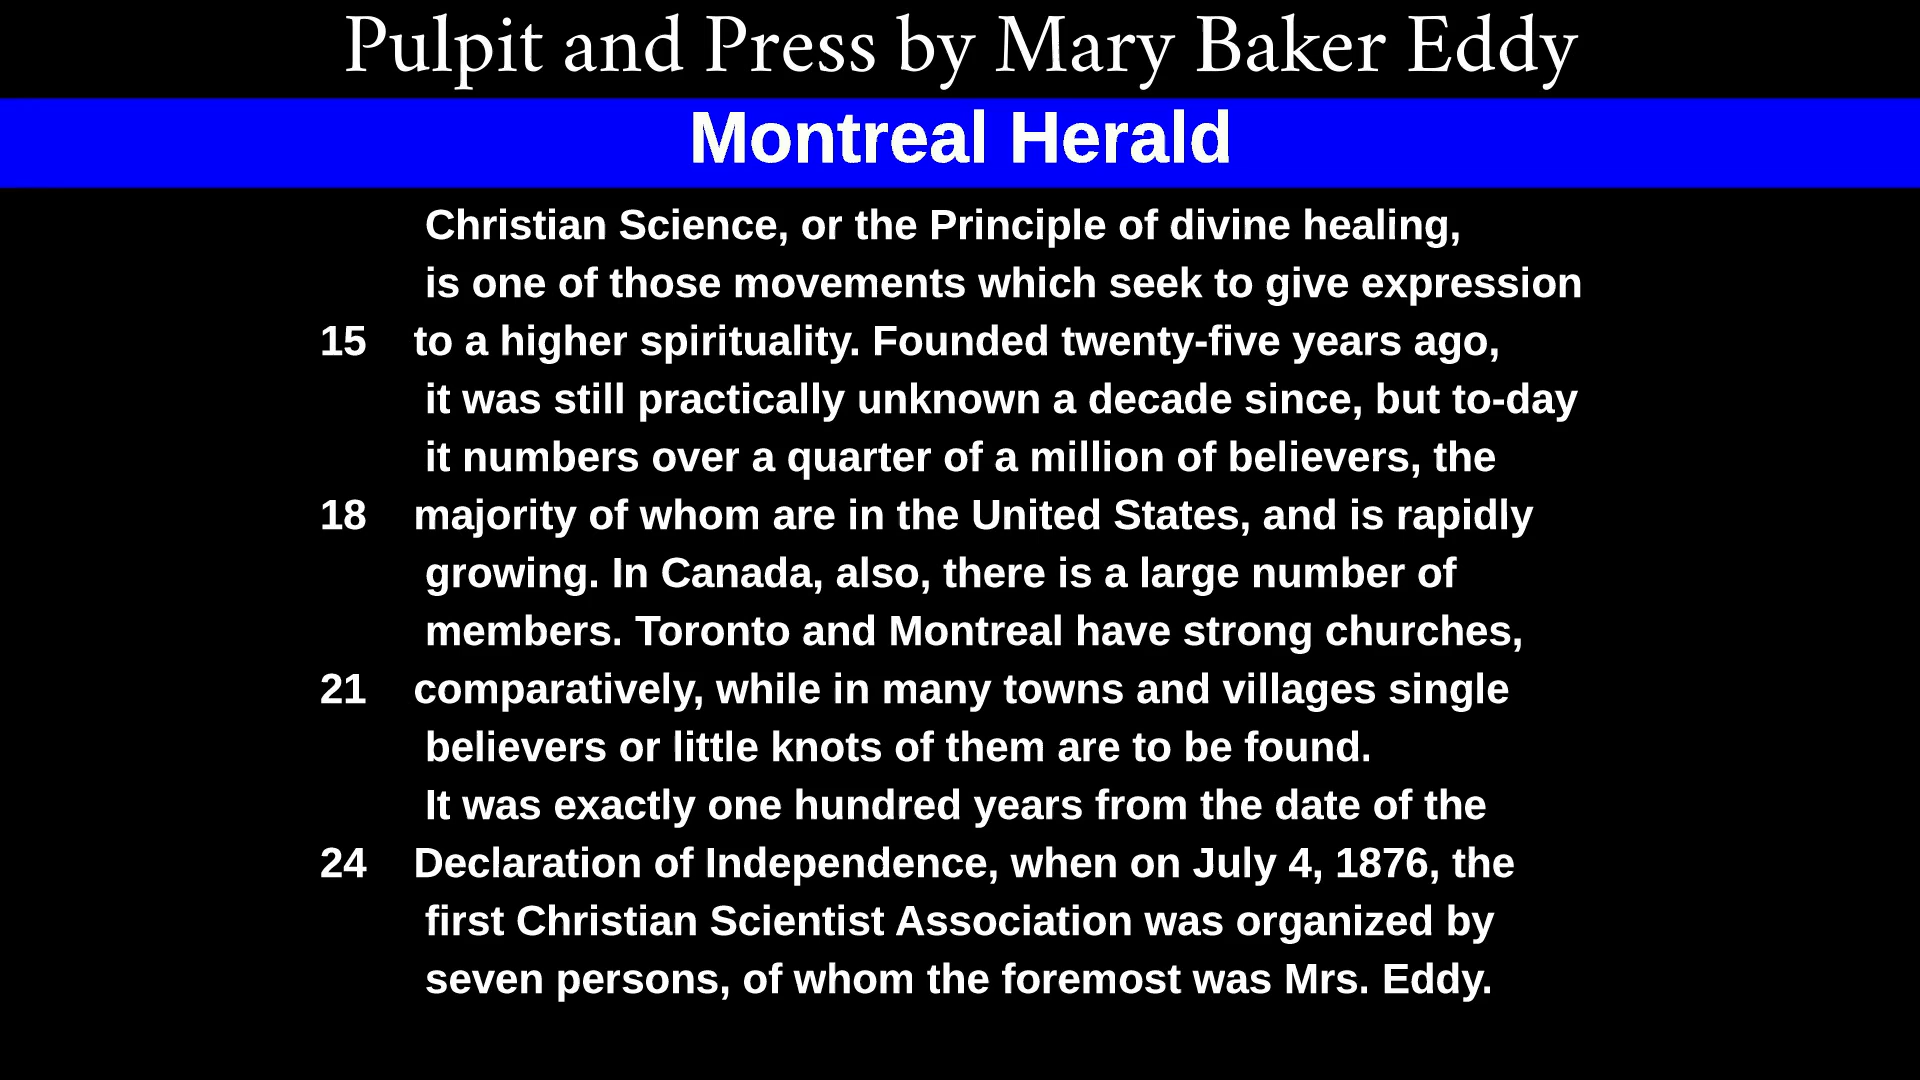 Pulpit and Press by Mary Baker Eddy
Montreal Herald
Christian Science, or the Principle of divine healing,
is one of those movements which seek to give expression
15 to a higher spirituality. Founded twenty-five years ago,
it was still practically unknown a decade since, but to-day
it numbers over a quarter of a million of believers, the
18 majority of whom are in the United States, and is rapidly
growing. In Canada, also, there is a large number of
members. Toronto and Montreal have strong churches,
21 comparatively, while in many towns and villages single
believers or little knots of them are to be found.
It was exactly one hundred years from the date of the
24 Declaration of Independence, when on July 4, 1876, the
first Christian Scientist Association was organized by
seven persons, of whom the foremost was Mrs. Eddy.